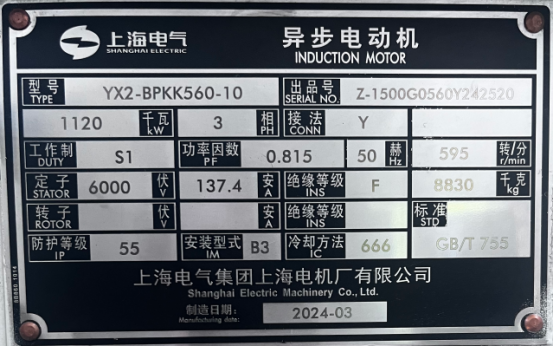 上海电气
SHANGHAI ELECTRIC
异步电动机
INDUCTION MOTOR
型号 TYPE YX2-BPKK560-10 出品号 SERIAL NO. Z-1500G0560Y242520
1120 千瓦 kW 3 相 PH 接法 CONN Y
工作制 DUTY S1 功率因数 PF 0.815 50 赫 Hz 595 转/分 r/min
定子 STATOR 6000 伏 V 137.4 安 A 绝缘等级 INS F 8830 千克 kg
转子 ROTOR 伏 V 安 A 绝缘等级 INS 标准 STD
防护等级 IP 55 安装型式 IM B3 冷却方法 IC 666 GB/T 755
上海电气集团上海电机厂有限公司
Shanghai Electric Machinery Co., Ltd.
制造日期: 2024-03
Manufacturing date: